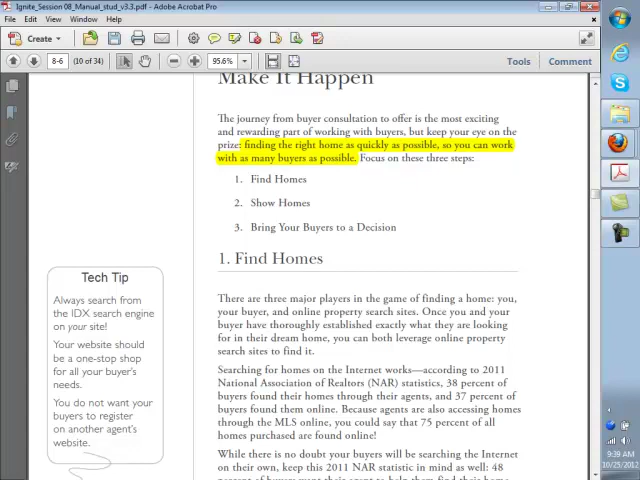 Ignite_Session 08_Manual_stud_v3.3.pdf - Adobe Acrobat Pro
File Edit View Window Help
Create
8-6 (10 of 34) 95.6% Tools Comment
Make It Happen
The journey from buyer consultation to offer is the most exciting
and rewarding part of working with buyers, but keep your eye on the
prize: finding the right home as quickly as possible, so you can work
with as many buyers as possible. Focus on these three steps:
1. Find Homes
2. Show Homes
3. Bring Your Buyers to a Decision
1. Find Homes
Tech Tip
Always search from
the IDX search engine
on your site!
Your website should
be a one-stop shop
for all your buyer's
needs.
You do not want your
buyers to register
on another agent's
website.
There are three major players in the game of finding a home: you,
your buyer, and online property search sites. Once you and your
buyer have thoroughly established exactly what they are looking
for in their dream home, you can both leverage online property
search sites to find it.
Searching for homes on the Internet works—according to 2011
National Association of Realtors (NAR) statistics, 38 percent of
buyers found their homes through their agents, and 37 percent of
buyers found them online. Because agents are also accessing homes
through the MLS online, you could say that 75 percent of all
homes purchased are found online!
While there is no doubt your buyers will be searching the Internet
on their own, keep this 2011 NAR statistic in mind as well: 48
percent of buyers want their agent to help them find their home
9:39 AM
10/25/2012